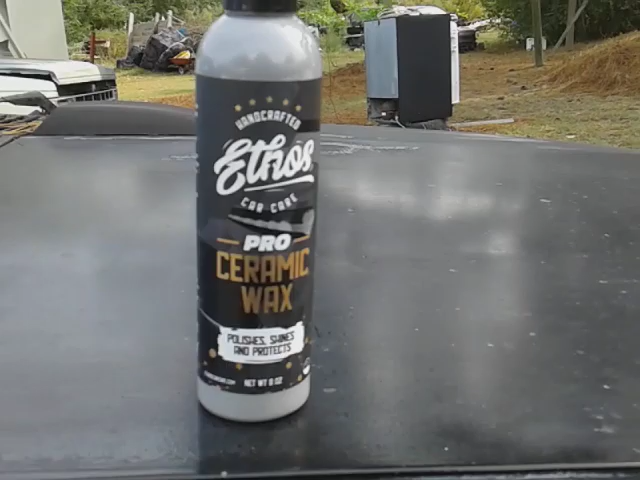 HANDCRAFTED
Ethos
CAR CARE
PRO
CERAMIC
WAX
POLISHES, SHINES
AND PROTECTS
NET WT 8 OZ